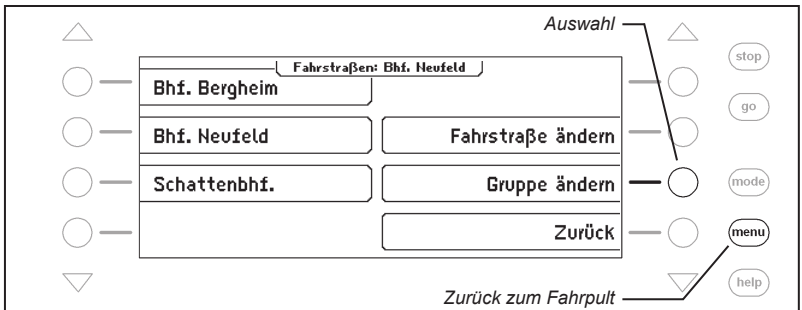 Auswahl
stop
Fahrstraßen: Bhf. Neufeld
Bhf. Bergheim
go
Bhf. Neufeld
Fahrstraße ändern
Schattenbhf.
Gruppe ändern
mode
Zurück
menu
help
Zurück zum Fahrpult